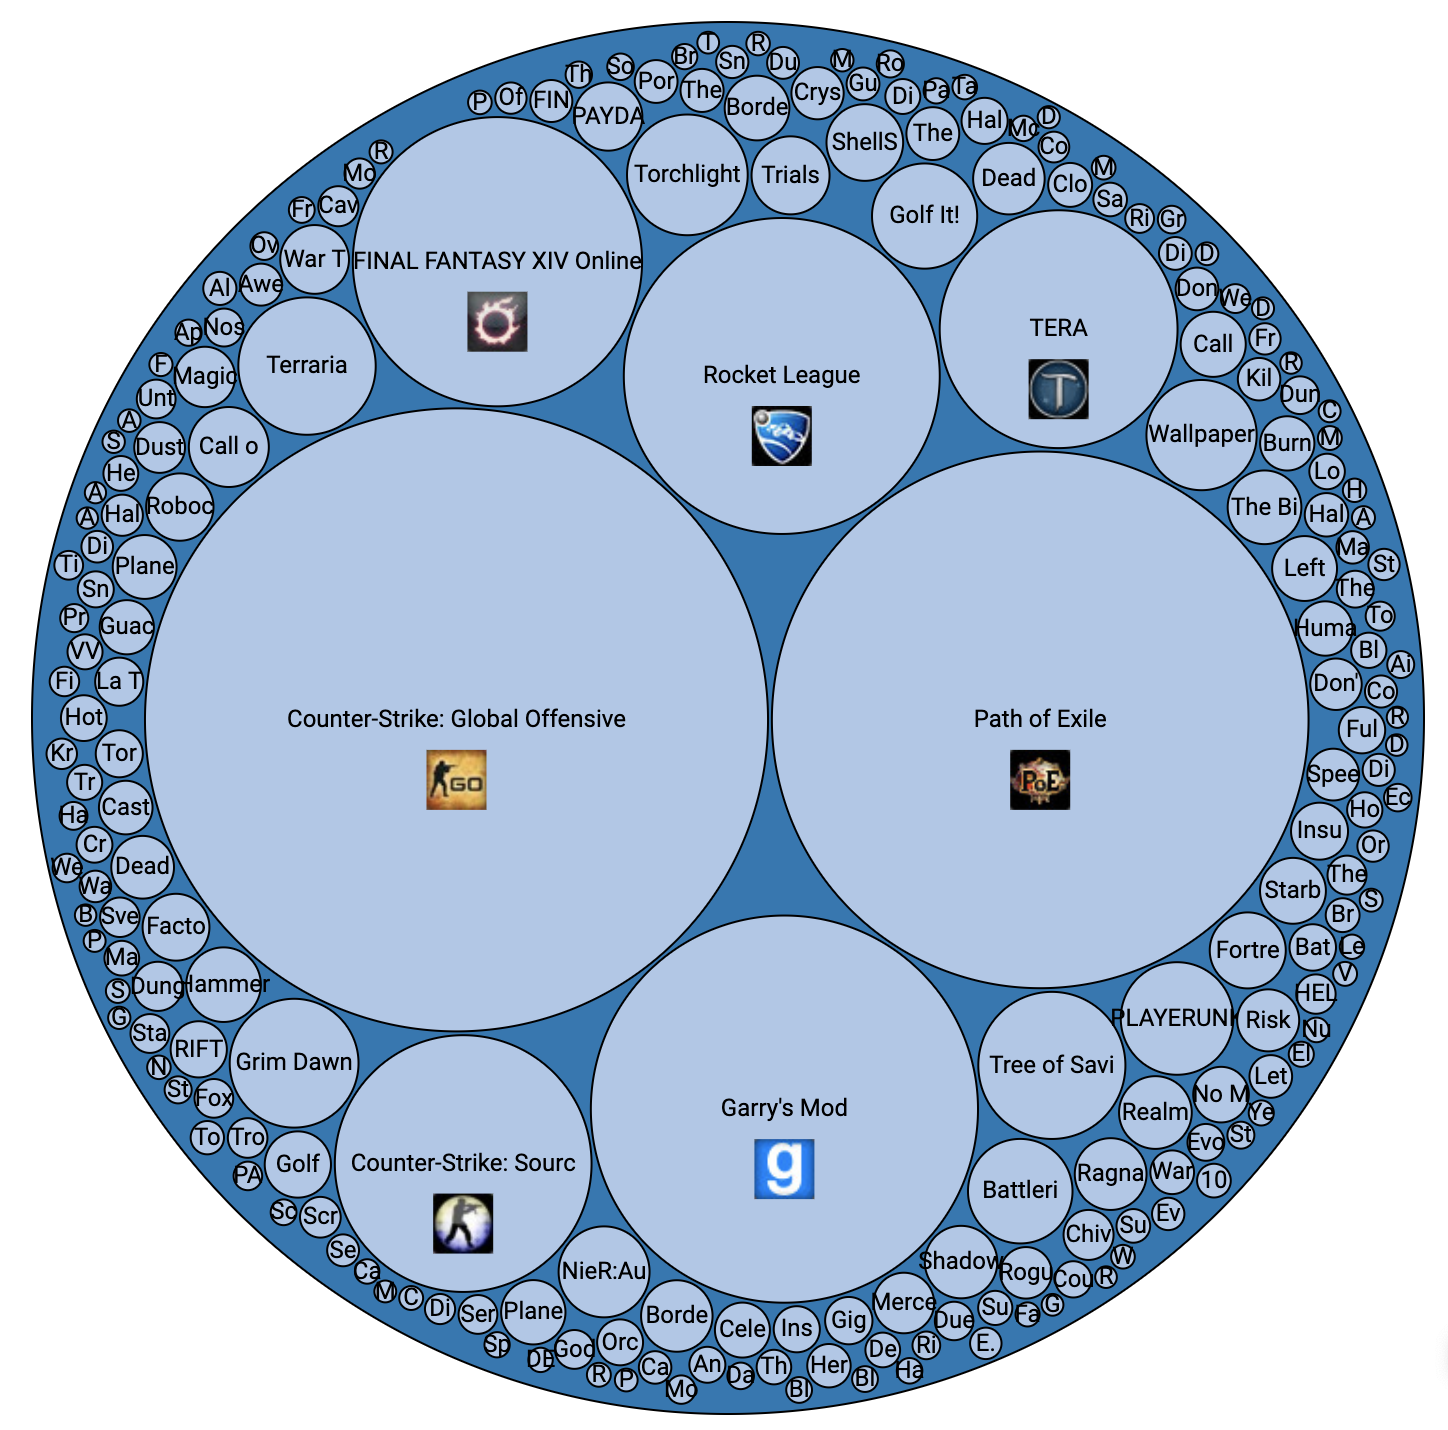 T
R
Br
Sn
Du
M
Ro
Th
So
Por
The
Borde
Crys
Gu
Di
Pa
Ta
P
Of
FIN
PAYDA
ShellS
The
Hal
Mc
D
Co
R
Mo
Torchlight
Trials
Dead
Clo
M
Sa
Fr
Cav
Golf It!
Ri
Gr
Ov
War T
FINAL FANTASY XIV Online
Di
D
Al
Awe
Don
We
D
Ap
Nos
TERA
T
Call
Fr
F
Magic
Terraria
Rocket League
Kil
R
Unt
Dun
C
A
S
Dust
Call o
Wallpaper
Burn
M
He
Lo
A
Roboc
The Bi
H
A
Hal
Hal
A
Di
Ma
Ti
Plane
Left
St
Sn
The
Pr
Guac
Huma
To
VV
Bl
Ai
Fi
La T
Don'
Co
Hot
Counter-Strike: Global Offensive
GO
Path of Exile
PoE
Ful
R
D
Kr
Tor
Tr
Spee
Di
Ec
Ha
Cast
Ho
Cr
Insu
Or
We
Dead
The
Wa
Starb
S
B
Sve
Br
P
Facto
Fortre
Bat
Le
Ma
V
S
Dung
Hammer
HEL
G
Sta
PLAYERUNI
Risk
Nu
RIFT
Grim Dawn
Tree of Savi
El
N
Let
St
Fox
No M
Ye
Garry's Mod
g
Realm
To
Tro
Evo
St
PA
Golf
Counter-Strike: Sourc
Battleri
Ragna
War
10
So
Scr
Chiv
Su
Ev
Se
Shadow
W
Ca
NieR:Au
Rogu
Cou
R
M
C
Di
Ser
Plane
Borde
Cele
Ins
Gig
Merce
Due
Su
Fa
G
Sp
DE
God
Orc
De
Ri
E.
R
P
Ca
An
Da
Th
Her
Bl
Ha
Mo
Bl